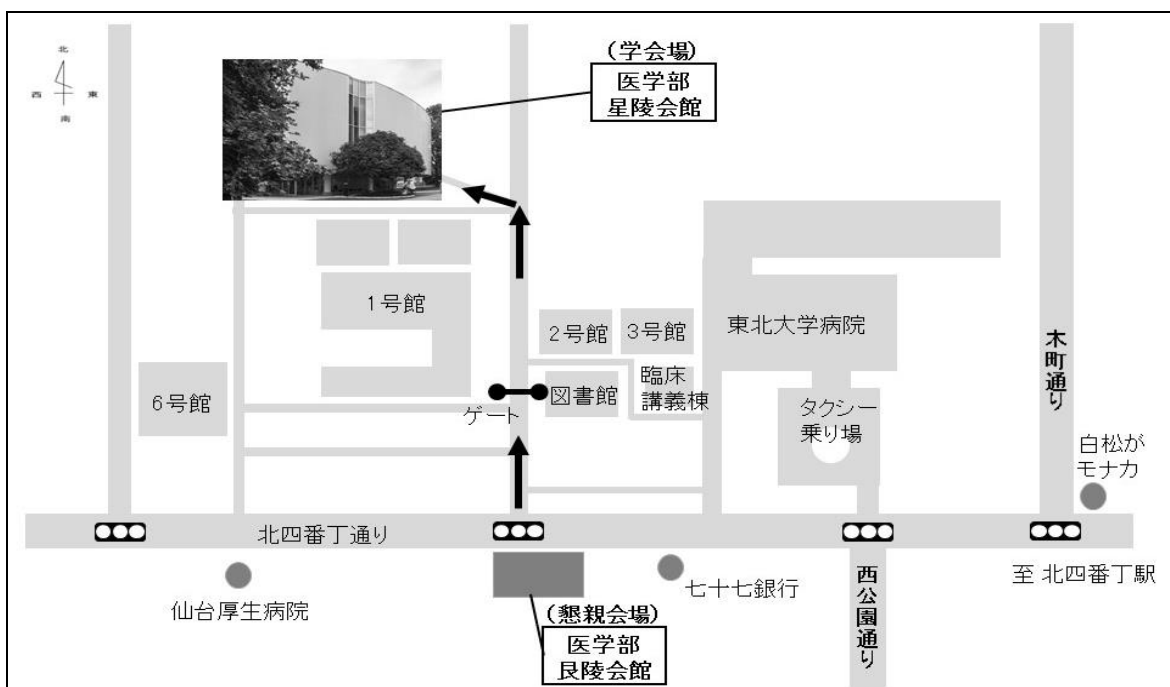 北
西 東
南
(学会場)
医学部
星陵会館
1号館
2号館
3号館
東北大学病院
木町通り
6号館
ゲート
図書館
臨床
講義棟
タクシー
乗り場
白松が
モナカ
北四番丁通り
仙台厚生病院
七十七銀行
西公園通り
至 北四番丁駅
(懇親会場)
医学部
艮陵会館